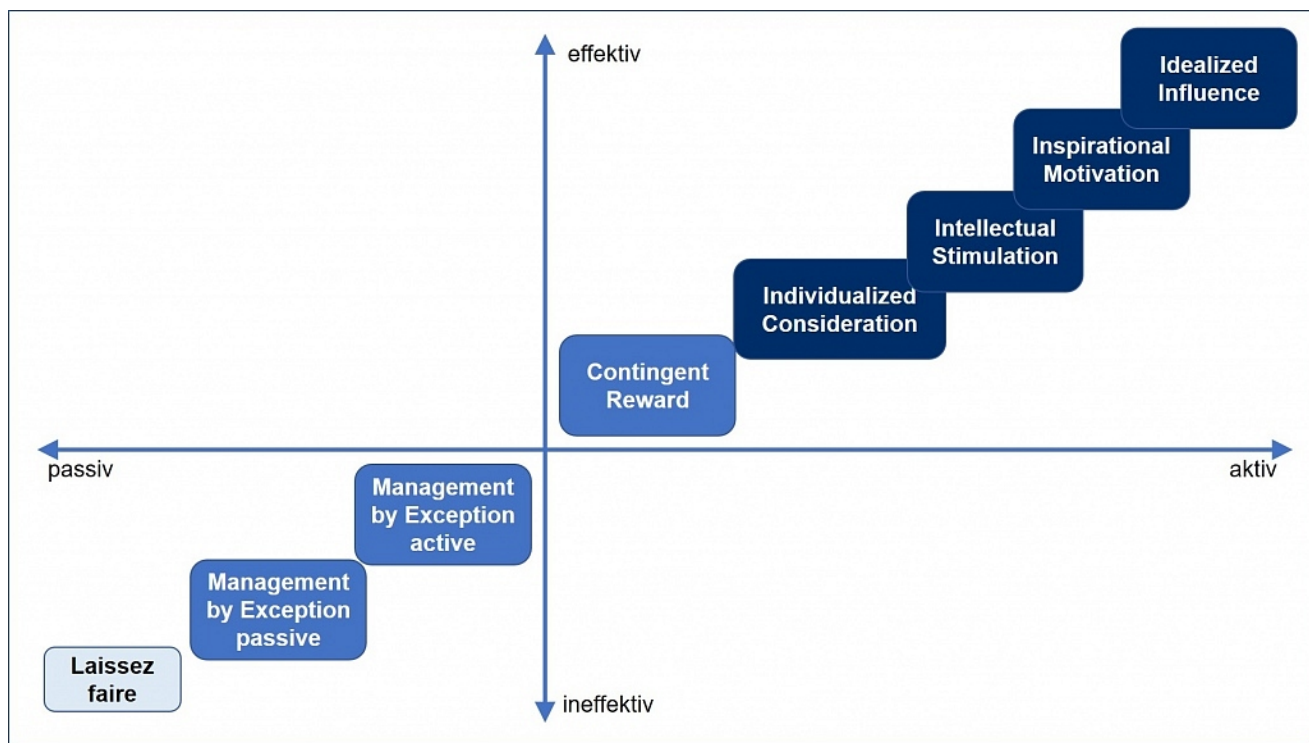 effektiv
Idealized
Influence
Inspirational
Motivation
Intellectual
Stimulation
Individualized
Consideration
Contingent
Reward
passiv
aktiv
Management
by Exception
active
Management
by Exception
passive
Laissez
faire
ineffektiv